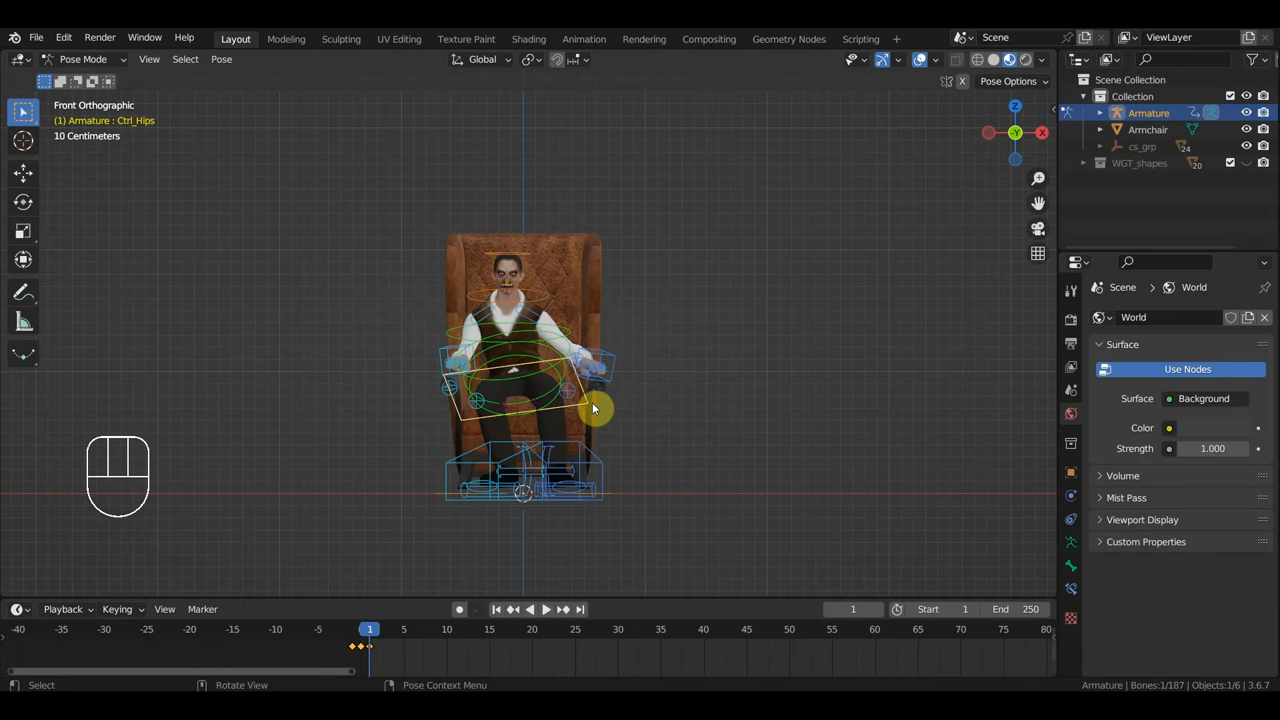 File Edit Render Window Help Layout Modeling Sculpting UV Editing Texture Paint Shading Animation Rendering Compositing Geometry Nodes Scripting + Scene ViewLayer
Pose Mode View Select Pose Global
X Pose Options
Scene Collection
Collection
Armature
Armchair
cs_grp 24
WGT_shapes 20
Front Orthographic
(1) Armature : Ctrl_Hips
10 Centimeters
Z
-Y X
Scene World
World
Surface
Use Nodes
Surface Background
Color
Strength 1.000
Volume
Mist Pass
Viewport Display
Custom Properties
Playback Keying View Marker 1 Start 1 End 250
-40 -35 -30 -25 -20 -15 -10 -5 1 5 10 15 20 25 30 35 40 45 50 55 60 65 70 75 80
Select Rotate View Pose Context Menu Armature | Bones:1/187 | Objects:1/6 | 3.6.7